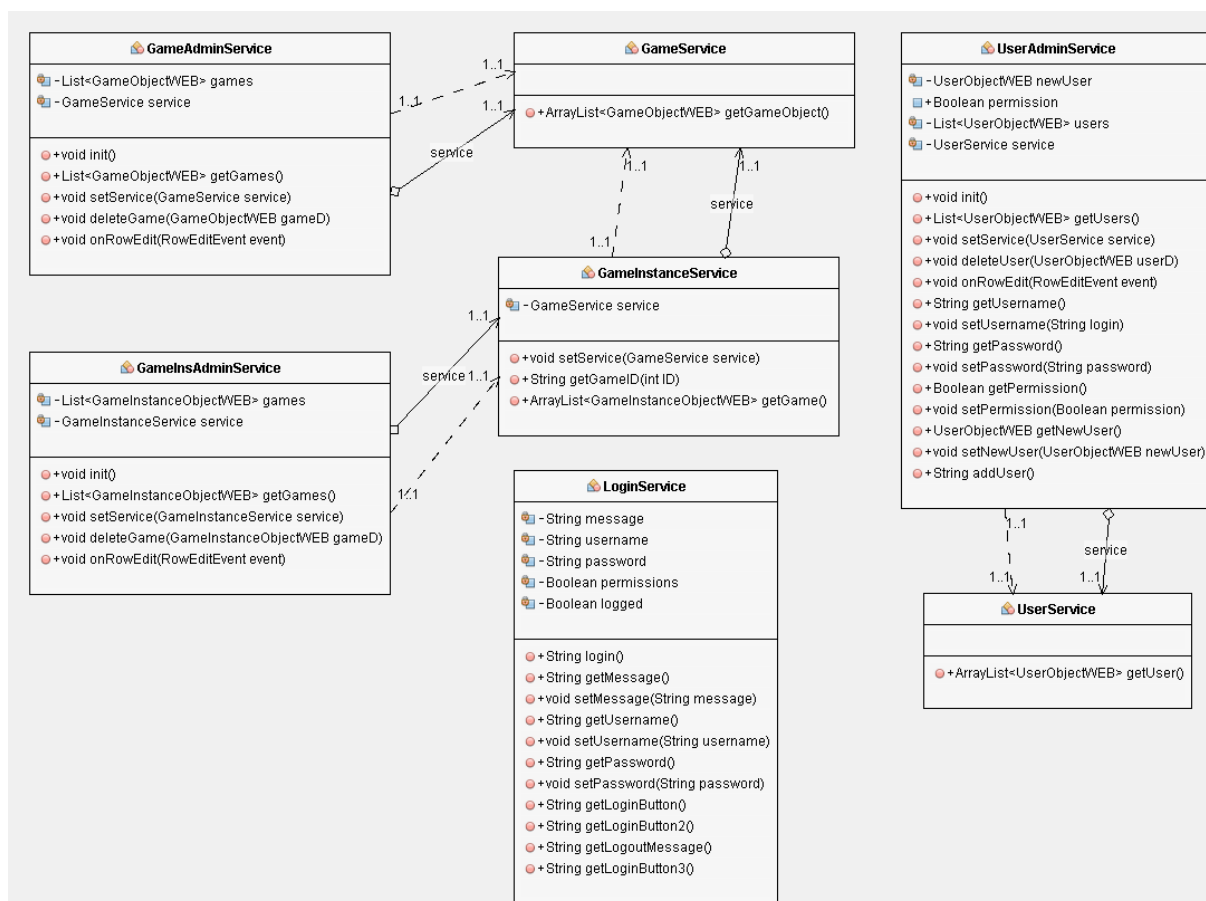 GameAdminService
-List<GameObjectWEB> games
-GameService service
+void init()
+List<GameObjectWEB> getGames()
+void setService(GameService service)
+void deleteGame(GameObjectWEB gameD)
+void onRowEdit(RowEditEvent event)
1..1
1..1
1..1
service
GameService
+ArrayList<GameObjectWEB> getGameObject()
1..1
1..1
service
1..1
GameInstanceService
-GameService service
+void setService(GameService service)
+String getGameID(int ID)
+ArrayList<GameInstanceObjectWEB> getGame()
1..1
service
1..1
1..1
GameInsAdminService
-List<GameInstanceObjectWEB> games
-GameInstanceService service
+void init()
+List<GameInstanceObjectWEB> getGames()
+void setService(GameInstanceService service)
+void deleteGame(GameInstanceObjectWEB gameD)
+void onRowEdit(RowEditEvent event)
LoginService
-String message
-String username
-String password
-Boolean permissions
-Boolean logged
+String login()
+String getMessage()
+void setMessage(String message)
+String getUsername()
+void setUsername(String username)
+String getPassword()
+void setPassword(String password)
+String getLoginButton()
+String getLoginButton2()
+String getLogoutMessage()
+String getLoginButton3()
UserAdminService
-UserObjectWEB newUser
+Boolean permission
-List<UserObjectWEB> users
-UserService service
+void init()
+List<UserObjectWEB> getUsers()
+void setService(UserService service)
+void deleteUser(UserObjectWEB userD)
+void onRowEdit(RowEditEvent event)
+String getUsername()
+void setUsername(String login)
+String getPassword()
+void setPassword(String password)
+Boolean getPermission()
+void setPermission(Boolean permission)
+UserObjectWEB getNewUser()
+void setNewUser(UserObjectWEB newUser)
+String addUser()
1..1
service
1..1
1..1
UserService
+ArrayList<UserObjectWEB> getUser()